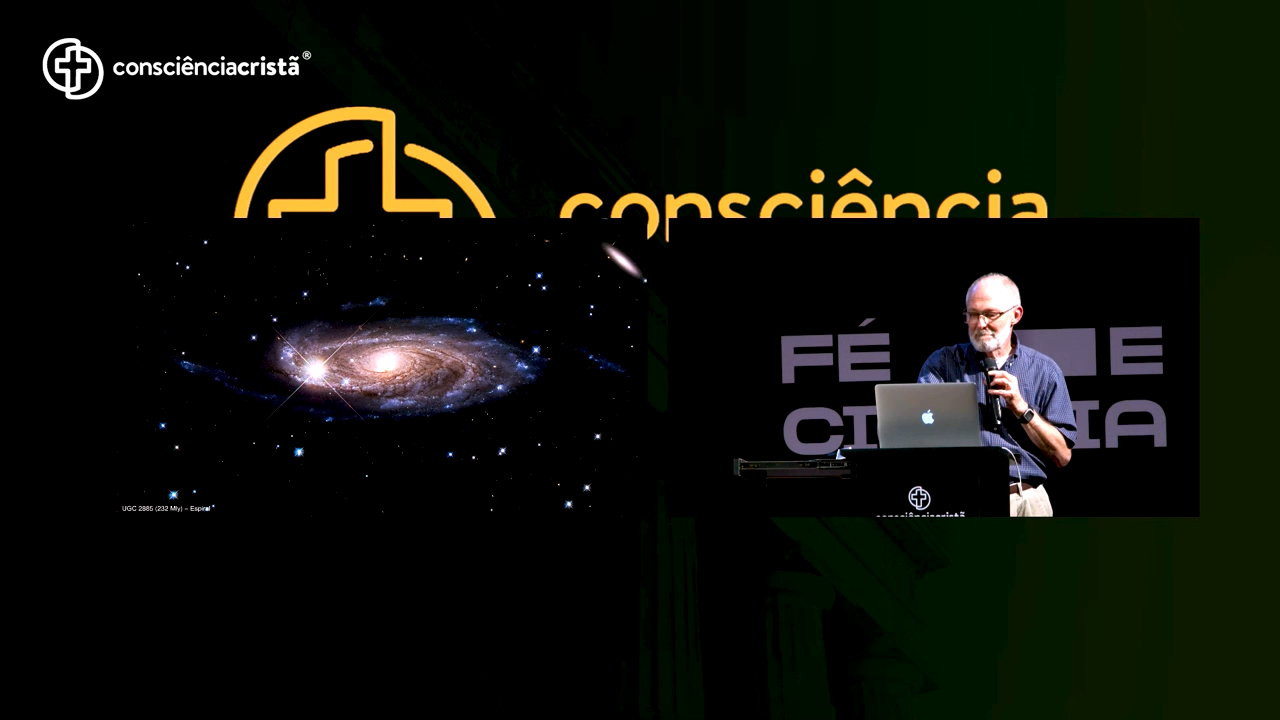 consciênciacristã®
consciência
FÉ E
CI IA
UGC 2885 (232 Mly) – Espiral
consciênciacristã